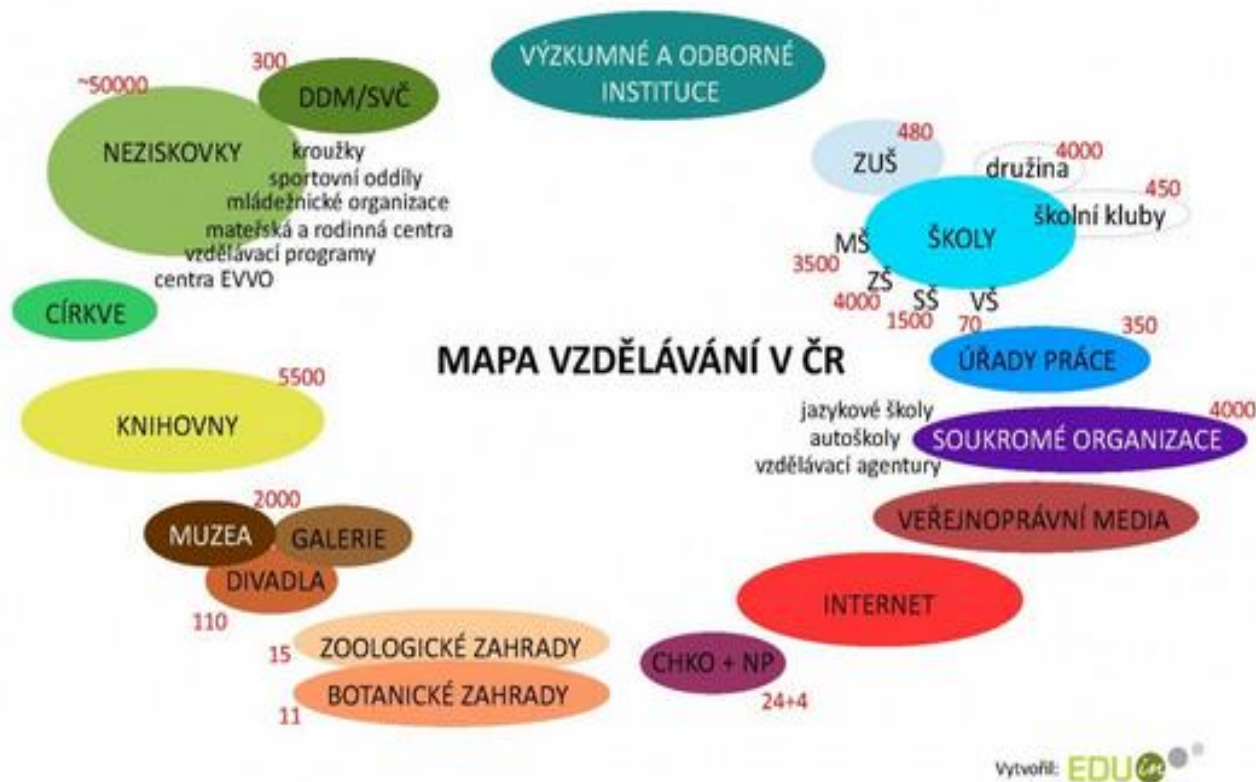 VÝZKUMNÉ A ODBORNÉ
INSTITUCE
300
~50000
DDM/SVČ
NEZISKOVKY
kroužky
sportovní oddíly
mládežnické organizace
mateřská a rodinná centra
vzdělávací programy
centra EVVO
480
ZUŠ
4000
družina
450
školní kluby
ŠKOLY
MŠ
3500
ZŠ
4000
SŠ
1500
VŠ
70
CÍRKVE
MAPA VZDĚLÁVÁNÍ V ČR
350
ÚŘADY PRÁCE
5500
KNIHOVNY
jazykové školy
autoškoly
vzdělávací agentury
4000
SOUKROMÉ ORGANIZACE
2000
MUZEA
GALERIE
DIVADLA
110
VEŘEJNOPRÁVNÍ MEDIA
INTERNET
15
ZOOLOGICKÉ ZAHRADY
CHKO + NP
24+4
BOTANICKÉ ZAHRADY
11
Vytvořil: EDUin